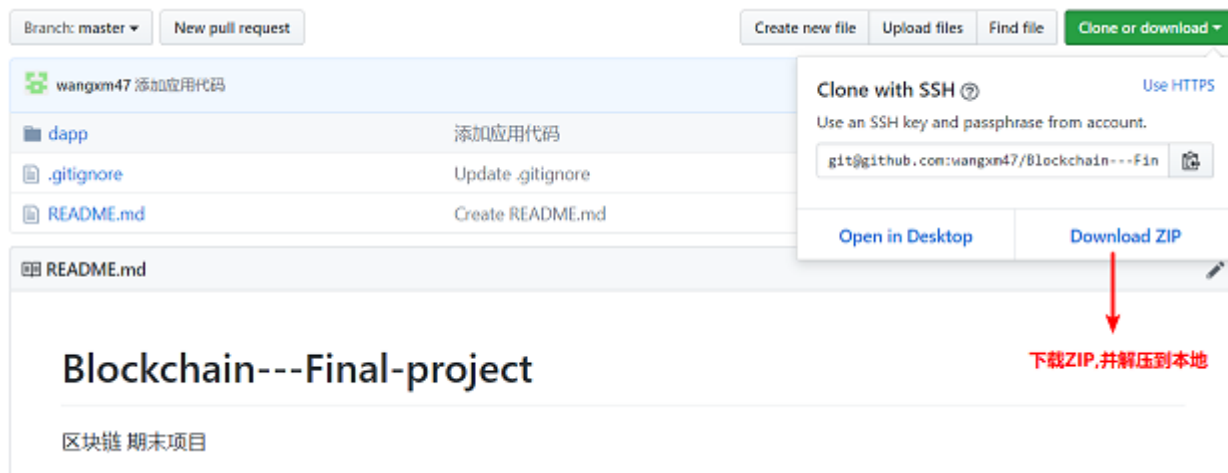 Branch: master New pull request Create new file Upload files Find file Clone or download
wangxm47 添加应用代码
Clone with SSH Use HTTPS
Use an SSH key and passphrase from account.
git@github.com:wangxm47/Blockchain---Fin
Open in Desktop Download ZIP
dapp 添加应用代码
.gitignore Update .gitignore
README.md Create README.md
README.md
下载ZIP,并解压到本地
Blockchain---Final-project
区块链 期末项目